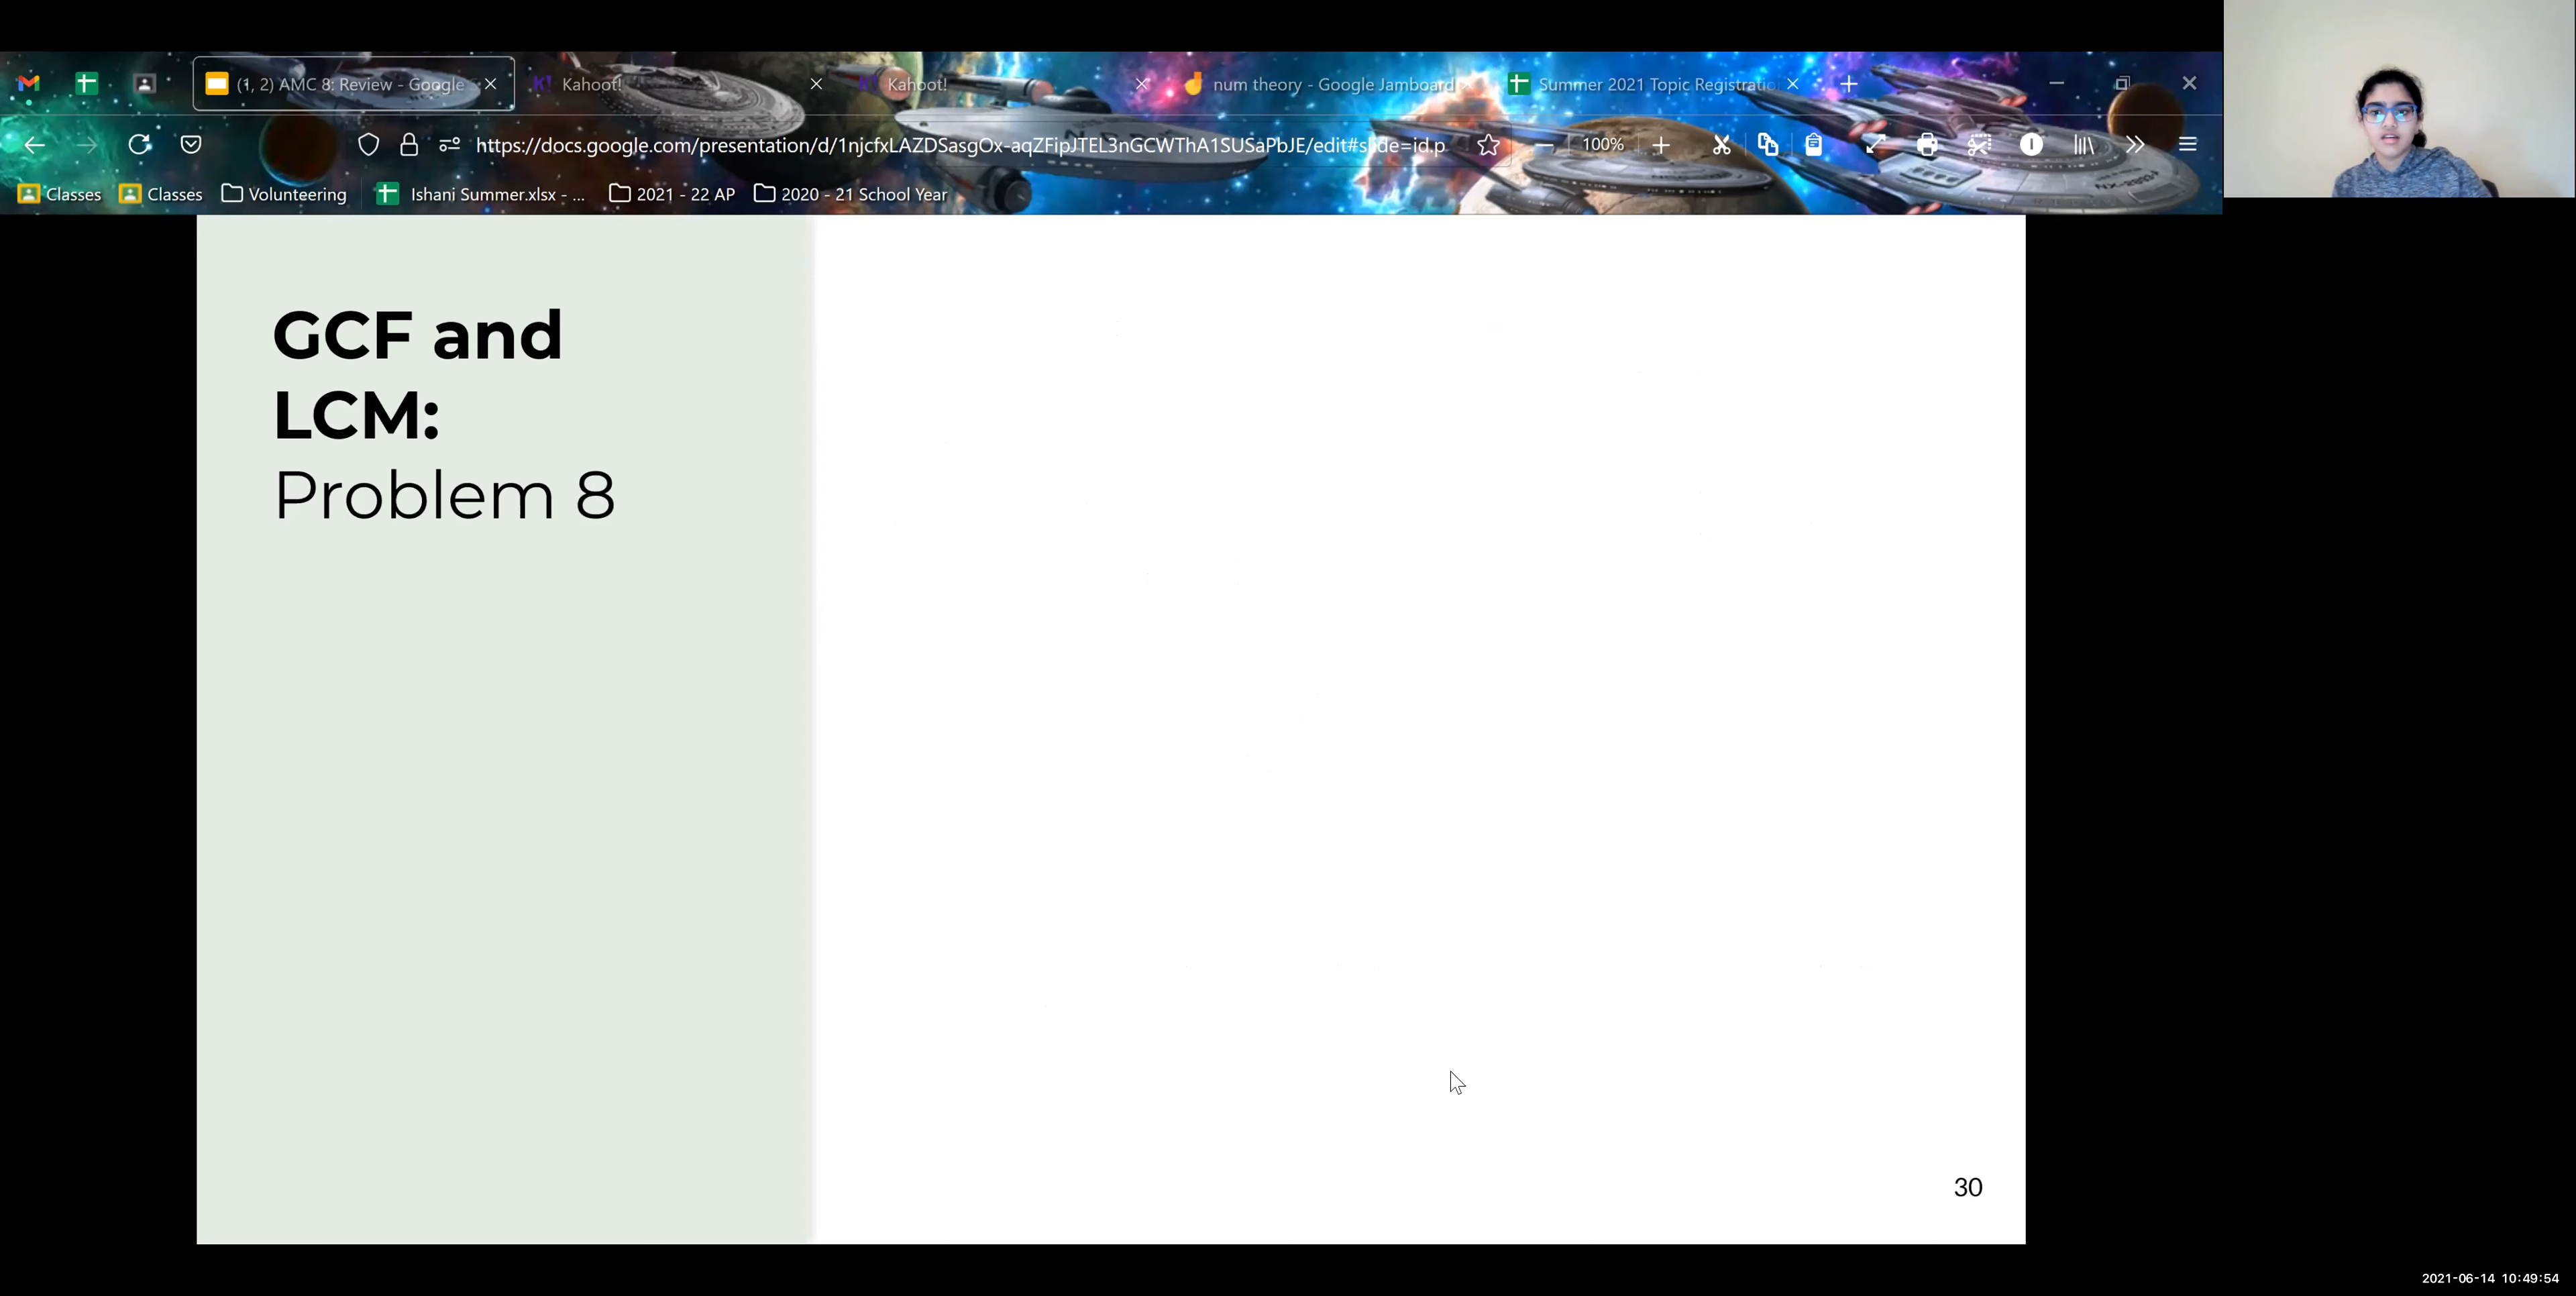 (1, 2) AMC 8: Review - Google
Kahoot!
Kahoot!
num theory - Google Jamboard
Summer 2021 Topic Registratio
https://docs.google.com/presentation/d/1njcfxLAZDSasgOx-aqZFipJTEL3nGCWThA1SUSaPbJE/edit#slide=id.p
100%
Classes
Classes
Volunteering
Ishani Summer.xlsx - ...
2021 - 22 AP
2020 - 21 School Year
GCF and
LCM:
Problem 8
30
2021-06-14 10:49:54